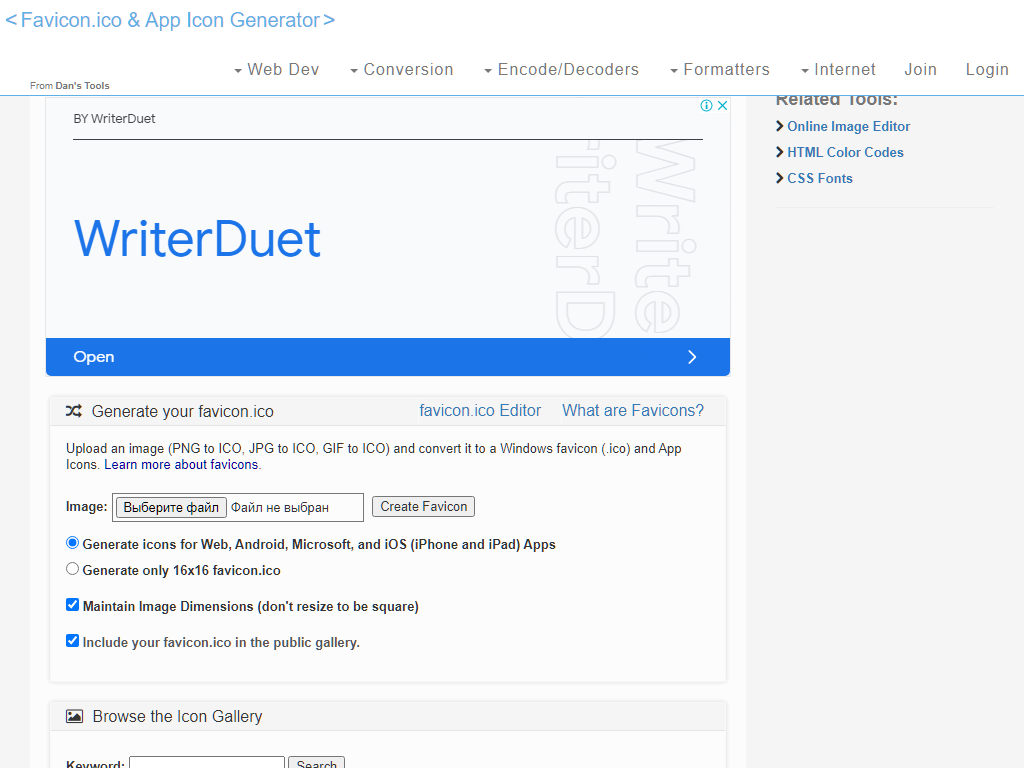 <Favicon.ico & App Icon Generator>
From Dan's Tools
Web Dev Conversion Encode/Decoders Formatters Internet Join Login
BY WriterDuet
WriterDuet
Write
riterD
Open
Related Tools:
Online Image Editor
HTML Color Codes
CSS Fonts
Generate your favicon.ico favicon.ico Editor What are Favicons?
Upload an image (PNG to ICO, JPG to ICO, GIF to ICO) and convert it to a Windows favicon (.ico) and App
Icons. Learn more about favicons.
Image: Выберите файл Файл не выбран Create Favicon
Generate icons for Web, Android, Microsoft, and iOS (iPhone and iPad) Apps
Generate only 16x16 favicon.ico
Maintain Image Dimensions (don't resize to be square)
Include your favicon.ico in the public gallery.
Browse the Icon Gallery
Keyword: Search